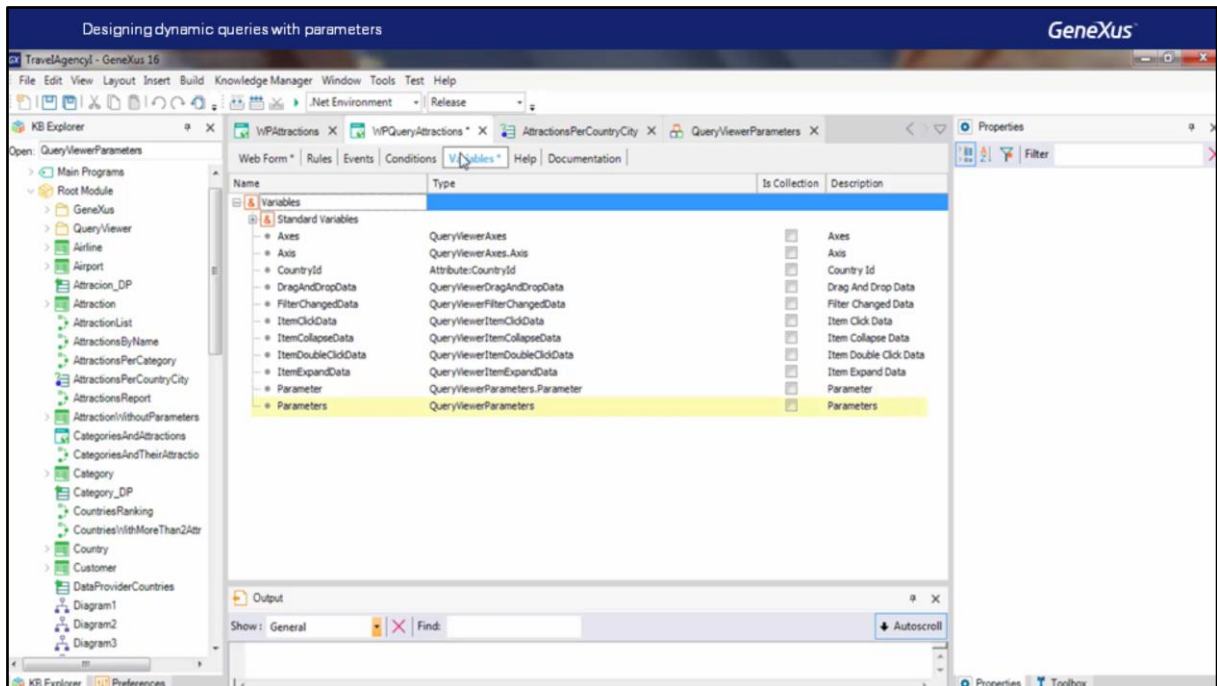 Designing dynamic queries with parameters
GeneXus
TravelAgencyI - GeneXus 16
File Edit View Layout Insert Build Knowledge Manager Window Tools Test Help
.Net Environment Release
KB Explorer
Open: QueryViewerParameters
Main Programs
Root Module
GeneXus
QueryViewer
Airline
Airport
Attracion_DP
Attraction
AttractionList
AttractionsByName
AttractionsPerCategory
AttractionsPerCountryCity
AttractionsReport
AttractionWithoutParameters
CategoriesAndAttractions
CategoriesAndTheirAttractio
Category
Category_DP
CountriesRanking
CountriesWithMoreThan2Attr
Country
Customer
DataProviderCountries
Diagram1
Diagram2
Diagram3
KB Explorer Preferences
WPAttractions WPQueryAttractions * AttractionsPerCountryCity QueryViewerParameters
Web Form * Rules Events Conditions Variables * Help Documentation
Name Type Is Collection Description
& Variables
& Standard Variables
Axes QueryViewerAxes Axes
Axis QueryViewerAxes.Axis Axis
CountryId Attribute:CountryId Country Id
DragAndDropData QueryViewerDragAndDropData Drag And Drop Data
FilterChangedData QueryViewerFilterChangedData Filter Changed Data
ItemClickData QueryViewerItemClickData Item Click Data
ItemCollapseData QueryViewerItemCollapseData Item Collapse Data
ItemDoubleClickData QueryViewerItemDoubleClickData Item Double Click Data
ItemExpandData QueryViewerItemExpandData Item Expand Data
Parameter QueryViewerParameters.Parameter Parameter
Parameters QueryViewerParameters Parameters
Output
Show: General Find: Autoscroll
Properties
Filter
Properties Toolbox